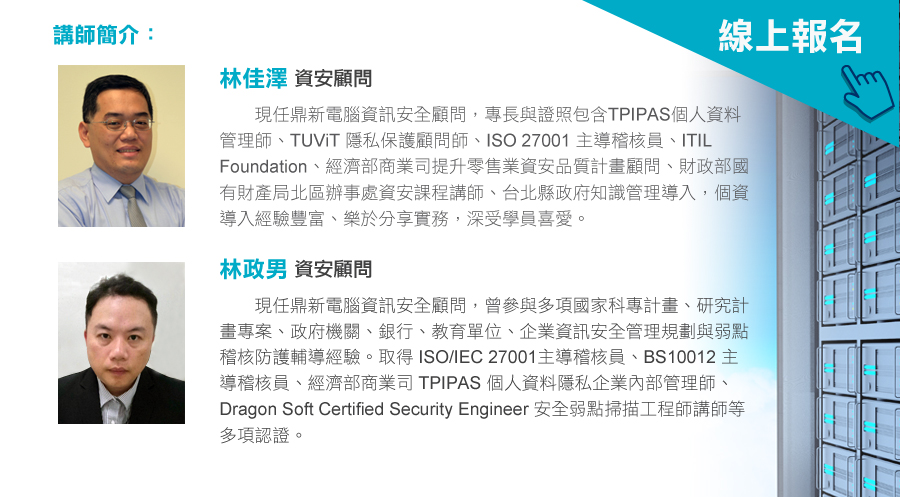 講師簡介：
線上報名
林佳澤 資安顧問
現任鼎新電腦資訊安全顧問，專長與證照包含TPIPAS個人資料
管理師、TUViT 隱私保護顧問師、ISO 27001 主導稽核員、ITIL
Foundation、經濟部商業司提升零售業資安品質計畫顧問、財政部國
有財產局北區辦事處資安課程講師、台北縣政府知識管理導入，個資
導入經驗豐富、樂於分享實務，深受學員喜愛。
林政男 資安顧問
現任鼎新電腦資訊安全顧問，曾參與多項國家科專計畫、研究計
畫專案、政府機關、銀行、教育單位、企業資訊安全管理規劃與弱點
稽核防護輔導經驗。取得 ISO/IEC 27001主導稽核員、BS10012 主
導稽核員、經濟部商業司 TPIPAS 個人資料隱私企業內部管理師、
Dragon Soft Certified Security Engineer 安全弱點掃描工程師講師等
多項認證。